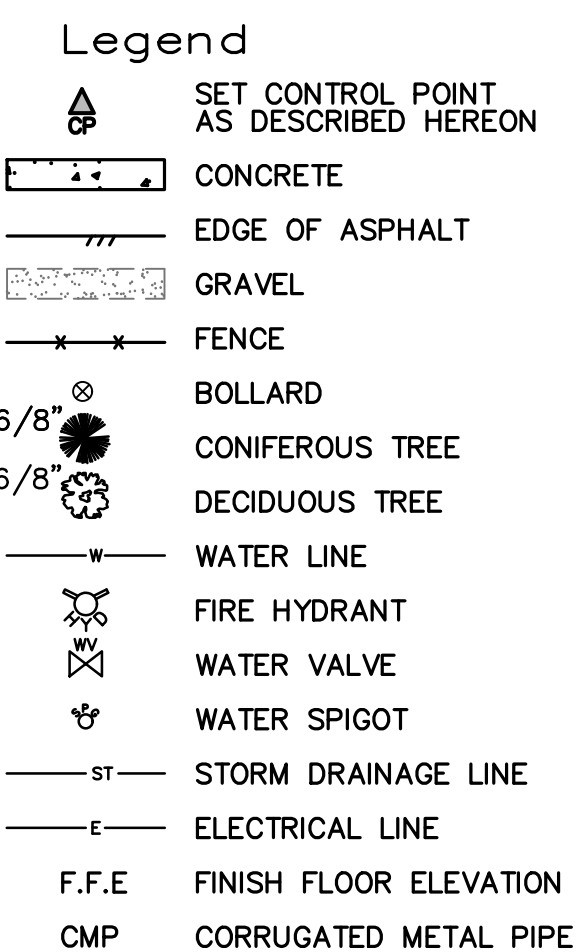 Legend
SET CONTROL POINT
CP AS DESCRIBED HEREON
CONCRETE
EDGE OF ASPHALT
GRAVEL
X X FENCE
BOLLARD
6/8"
CONIFEROUS TREE
6/8"
DECIDUOUS TREE
W WATER LINE
HYD FIRE HYDRANT
WV
WATER VALVE
SPG WATER SPIGOT
ST STORM DRAINAGE LINE
E ELECTRICAL LINE
F.F.E FINISH FLOOR ELEVATION
CMP CORRUGATED METAL PIPE